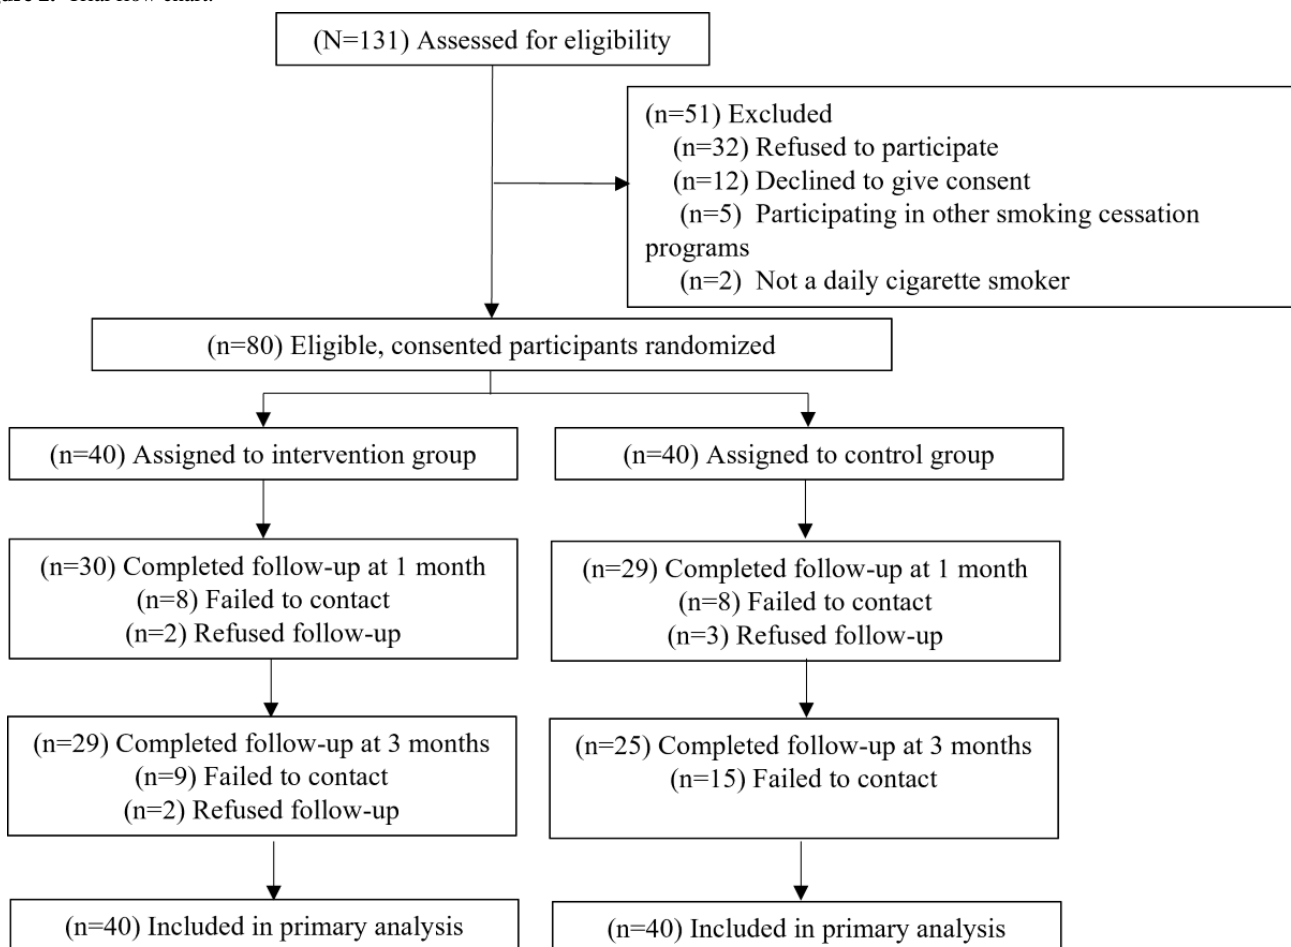 Figure 2. Trial flow chart.
(N=131) Assessed for eligibility
(n=51) Excluded
(n=32) Refused to participate
(n=12) Declined to give consent
(n=5) Participating in other smoking cessation
programs
(n=2) Not a daily cigarette smoker
(n=80) Eligible, consented participants randomized
(n=40) Assigned to intervention group
(n=40) Assigned to control group
(n=30) Completed follow-up at 1 month
(n=8) Failed to contact
(n=2) Refused follow-up
(n=29) Completed follow-up at 1 month
(n=8) Failed to contact
(n=3) Refused follow-up
(n=29) Completed follow-up at 3 months
(n=9) Failed to contact
(n=2) Refused follow-up
(n=25) Completed follow-up at 3 months
(n=15) Failed to contact
(n=40) Included in primary analysis
(n=40) Included in primary analysis